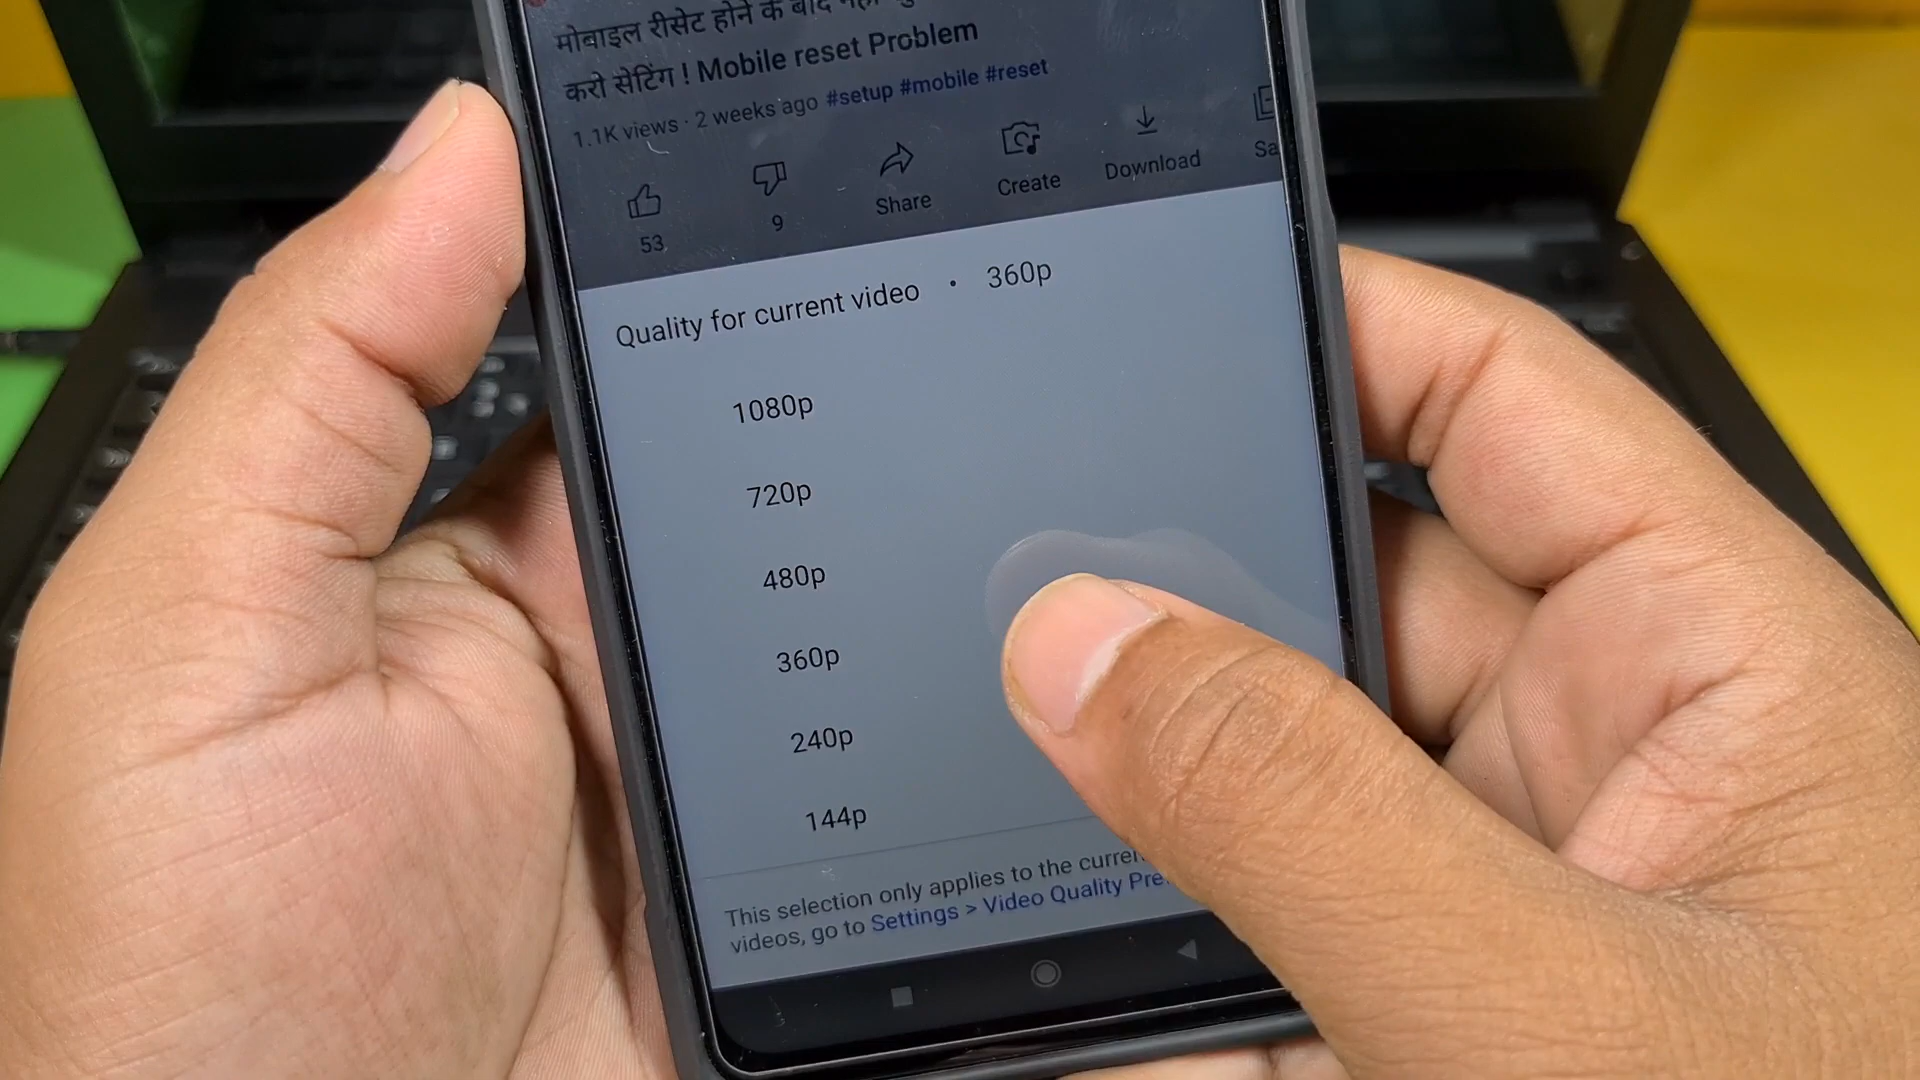 मोबाइल रीसेट होने के बाद
करो सेटिंग ! Mobile reset Problem
1.1K views · 2 weeks ago #setup #mobile #reset
53
9
Share
Create
Download
Sa
Quality for current video · 360p
1080p
720p
480p
360p
240p
144p
This selection only applies to the curren
videos, go to Settings > Video Quality Pre